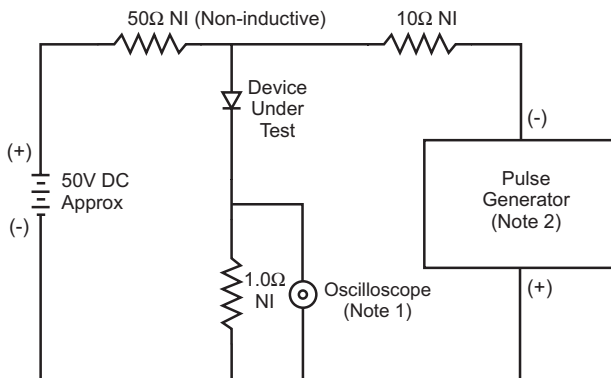 50Ω NI (Non-inductive)
10Ω NI
Device
Under
Test
(+)
50V DC
Approx
(-)
(-)
Pulse
Generator
(Note 2)
(+)
1.0Ω
NI
Oscilloscope
(Note 1)